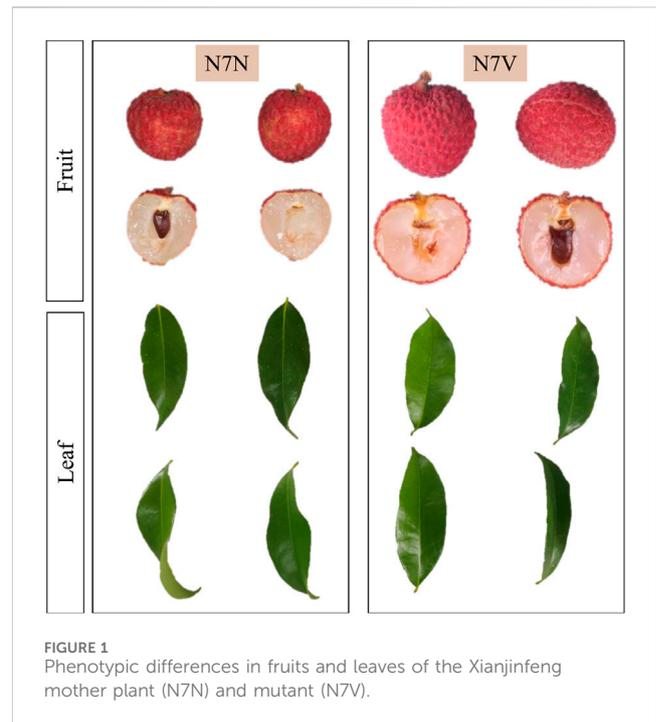 N7N
N7V
Fruit
Leaf
FIGURE 1
Phenotypic differences in fruits and leaves of the Xianjinfeng
mother plant (N7N) and mutant (N7V).